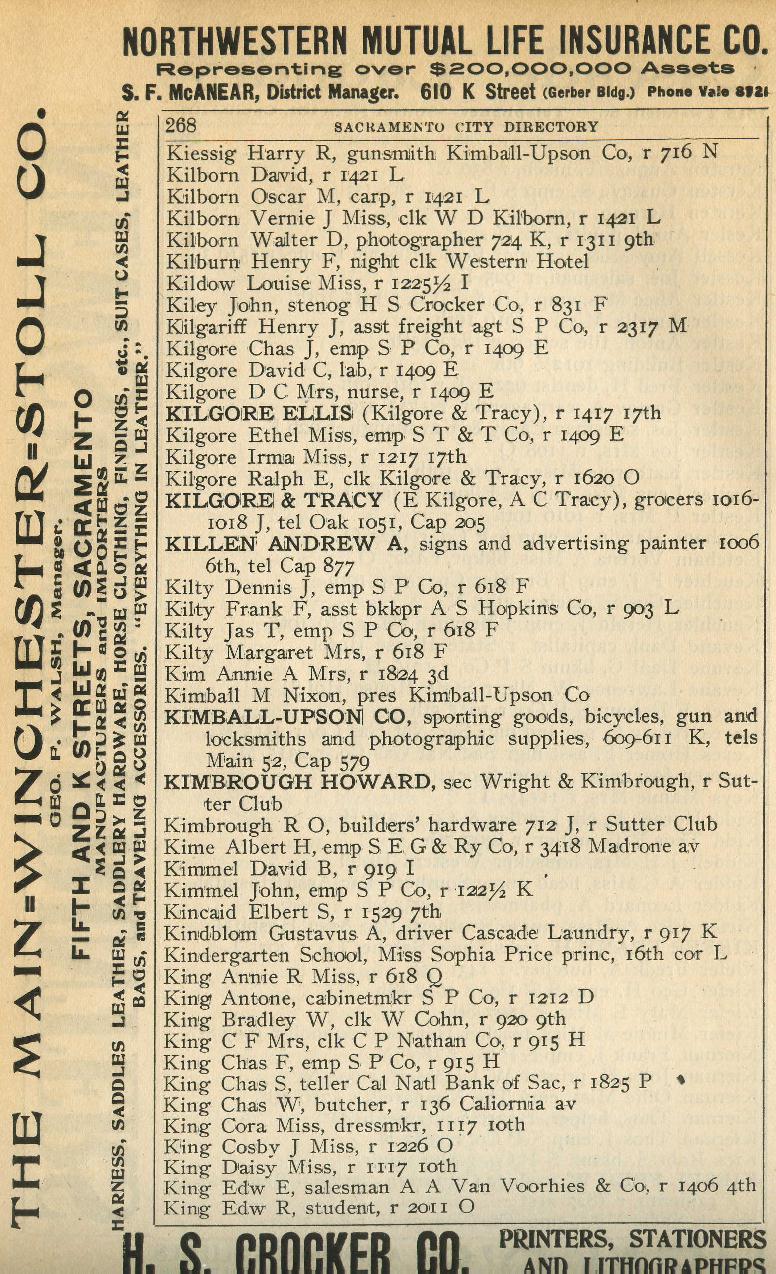 NORTHWESTERN MUTUAL LIFE INSURANCE CO.
Representing over $200,000,000 Assets
S. F. McANEAR, District Manager. 610 K Street (Gerber Bldg.) Phone Vale 8721
THE MAIN=WINCHESTER=STOLL CO.
GEO. P. WALSH, Manager.
FIFTH AND K STREETS, SACRAMENTO
MANUFACTURERS and IMPORTERS
HARNESS, SADDLES LEATHER, SADDLERY HARDWARE, HORSE CLOTHING, FINDINGS, etc., SUIT CASES, LEATHER
BAGS, and TRAVELING ACCESSORIES. "EVERYTHING IN LEATHER."
268 SACRAMENTO CITY DIRECTORY
Kiessig Harry R, gunsmith Kimball-Upson Co, r 716 N
Kilborn David, r 1421 L
Kilborn Oscar M, carp, r 1421 L
Kilborn Vernie J Miss, clk W D Kilborn, r 1421 L
Kilborn Walter D, photographer 724 K, r 1311 9th
Kilburn Henry F, night clk Western Hotel
Kildow Louise Miss, r 1225½ I
Kiley John, stenog H S Crocker Co, r 831 F
Kilgariff Henry J, asst freight agt S P Co, r 2317 M
Kilgore Chas J, emp S P Co, r 1409 E
Kilgore David C, lab, r 1409 E
Kilgore D C Mrs, nurse, r 1409 E
KILGORE ELLIS (Kilgore & Tracy), r 1417 17th
Kilgore Ethel Miss, emp S T & T Co, r 1409 E
Kilgore Irma Miss, r 1217 17th
Kilgore Ralph E, clk Kilgore & Tracy, r 1620 O
KILGORE & TRACY (E Kilgore, A C Tracy), grocers 1016-
1018 J, tel Oak 1051, Cap 205
KILLEN ANDREW A, signs and advertising painter 1006
6th, tel Cap 877
Kilty Dennis J, emp S P Co, r 618 F
Kilty Frank F, asst bkkpr A S Hopkins Co, r 903 L
Kilty Jas T, emp S P Co, r 618 F
Kilty Margaret Mrs, r 618 F
Kim Annie A Mrs, r 1824 3d
Kimball M Nixon, pres Kimball-Upson Co
KIMBALL-UPSON CO, sporting goods, bicycles, gun and
locksmiths and photographic supplies, 609-611 K, tels
Main 52, Cap 579
KIMBROUGH HOWARD, sec Wright & Kimbrough, r Sut-
ter Club
Kimbrough R O, builders' hardware 712 J, r Sutter Club
Kime Albert H, emp S E G & Ry Co, r 3418 Madrone av
Kimmel David B, r 919 I
Kimmel John, emp S P Co, r 122½ K
Kincaid Elbert S, r 1529 7th
Kindblom Gustavus A, driver Cascade Laundry, r 917 K
Kindergarten School, Miss Sophia Price princ, 16th cor L
King Annie R Miss, r 618 Q
King Antone, cabinetmkr S P Co, r 1212 D
King Bradley W, clk W Cohn, r 920 9th
King C F Mrs, clk C P Nathan Co, r 915 H
King Chas F, emp S P Co, r 915 H
King Chas S, teller Cal Natl Bank of Sac, r 1825 P
King Chas W, butcher, r 136 Caliornia av
King Cora Miss, dressmkr, 1117 10th
King Cosby J Miss, r 1226 O
King Daisy Miss, r 1117 10th
King Edw E, salesman A A Van Voorhies & Co, r 1406 4th
King Edw R, student, r 2011 O
H. S. CROCKER CO. PRINTERS, STATIONERS
AND LITHOGRAPHERS